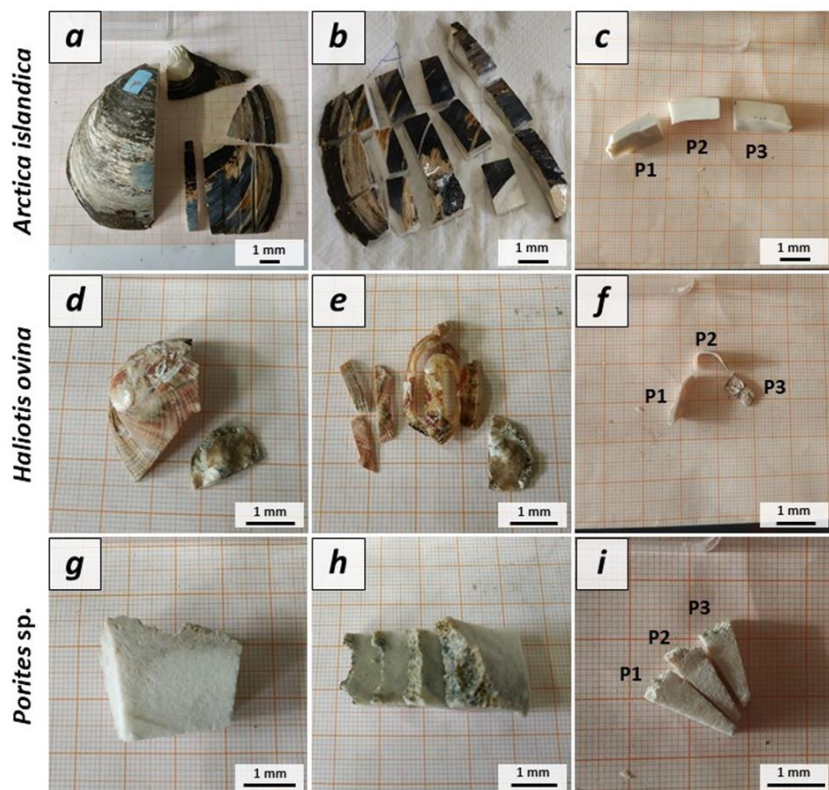 Arctica islandica
a
1 mm
b
1 mm
c
P1
P2
P3
1 mm
Haliotis ovina
d
1 mm
e
1 mm
f
P2
P1
P3
1 mm
Porites sp.
g
1 mm
h
1 mm
i
P3
P2
P1
1 mm